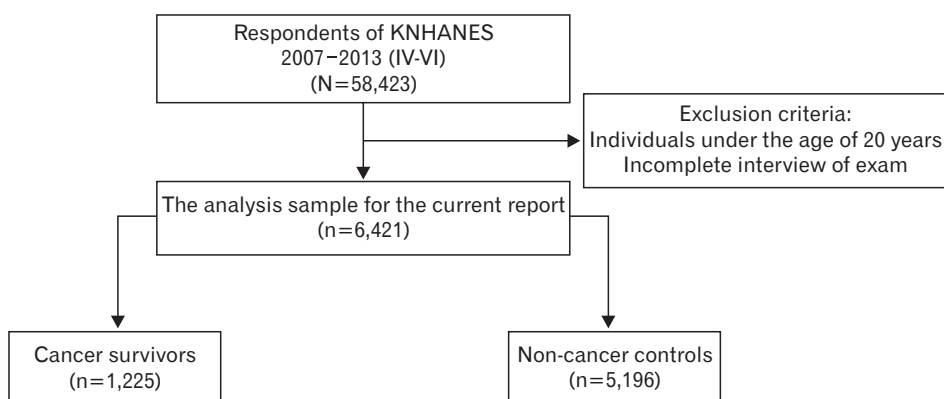 Respondents of KNHANES
2007–2013 (IV-VI)
(N=58,423)
Exclusion criteria:
Individuals under the age of 20 years
Incomplete interview of exam
The analysis sample for the current report
(n=6,421)
Cancer survivors
(n=1,225)
Non-cancer controls
(n=5,196)